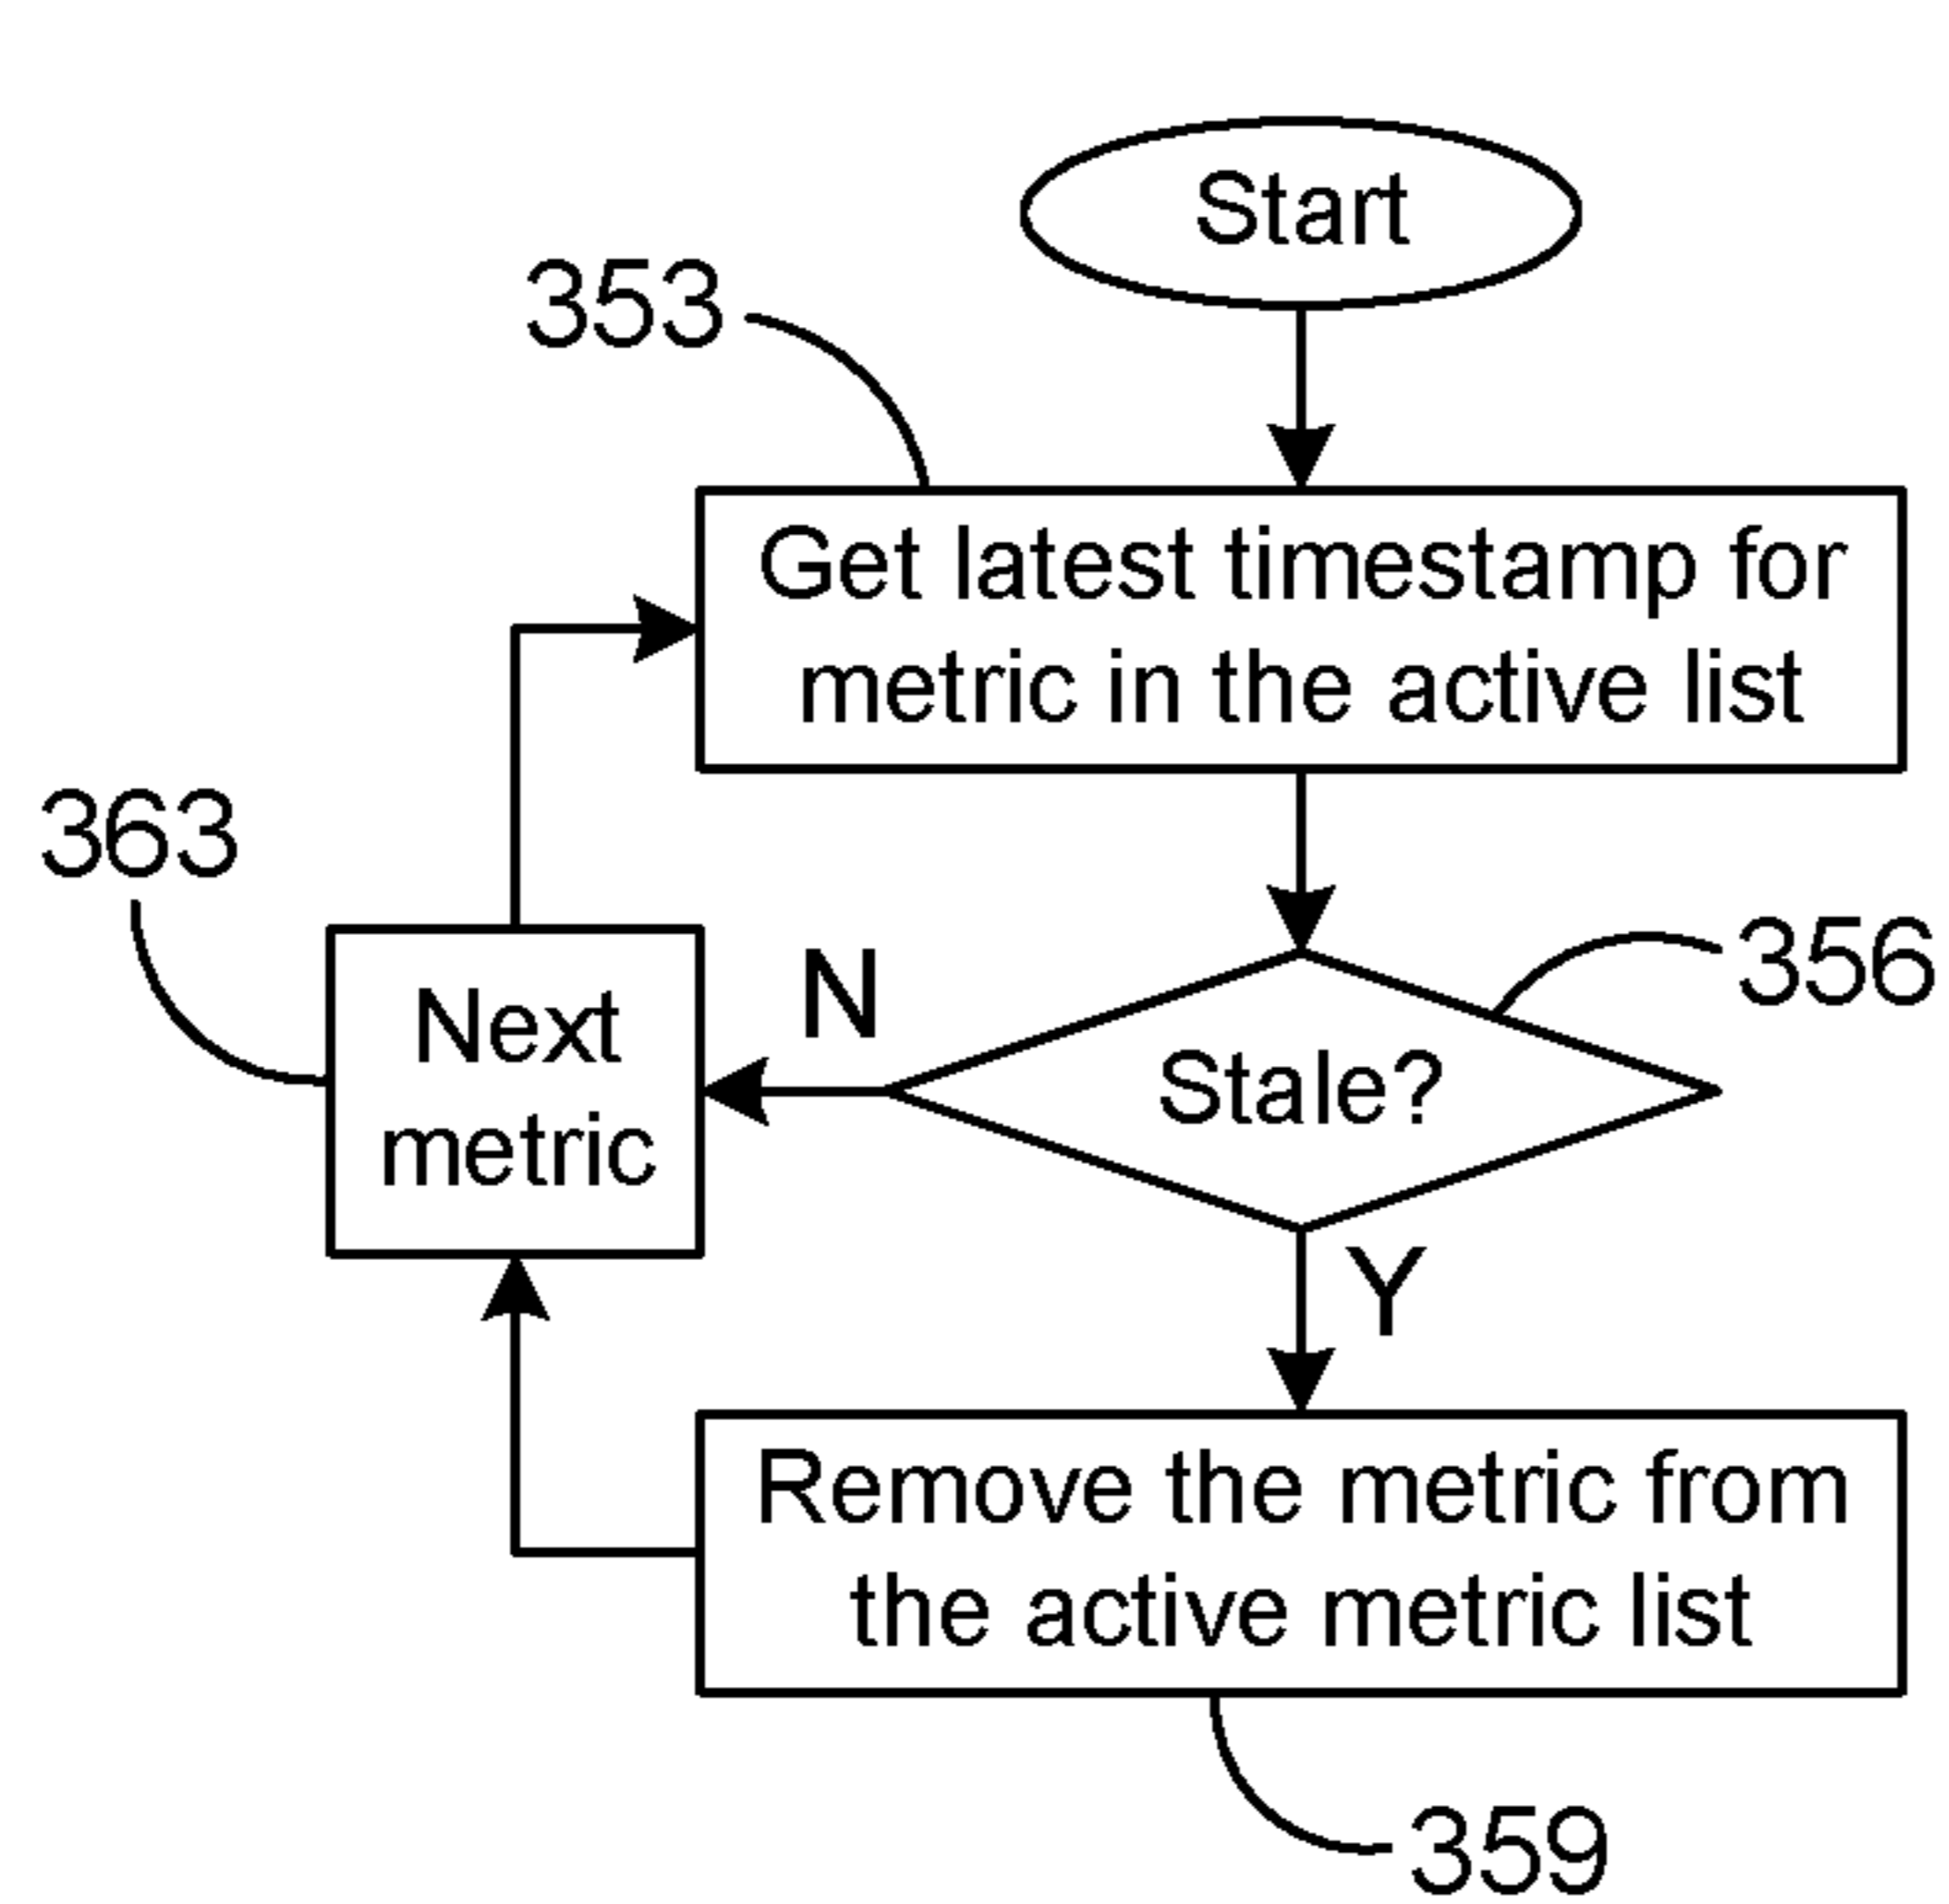 Start
353
Get latest timestamp for
metric in the active list
363
356
N
Next
metric
Stale?
Y
Remove the metric from
the active metric list
359